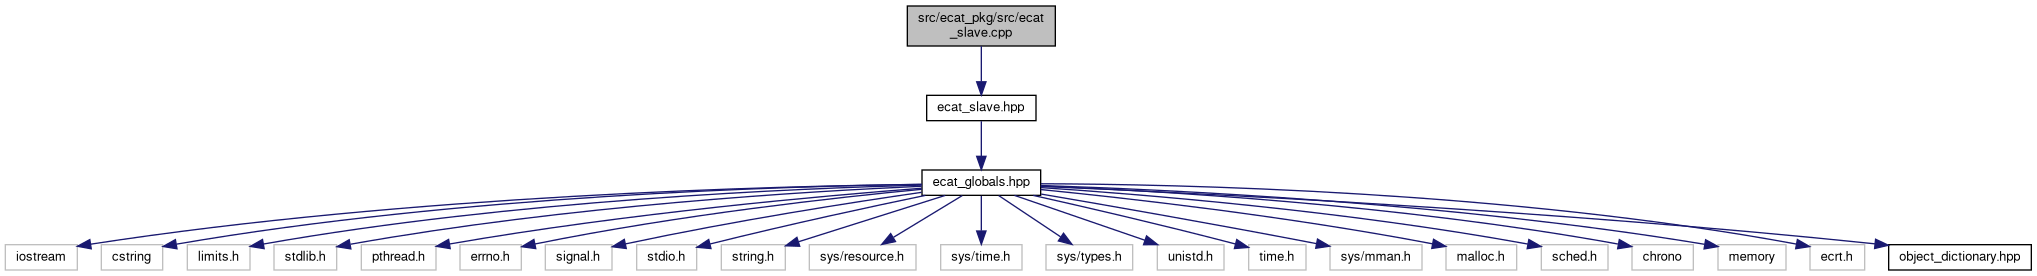 src/ecat_pkg/src/ecat
_slave.cpp
ecat_slave.hpp
ecat_globals.hpp
iostream
cstring
limits.h
stdlib.h
pthread.h
errno.h
signal.h
stdio.h
string.h
sys/resource.h
sys/time.h
sys/types.h
unistd.h
time.h
sys/mman.h
malloc.h
sched.h
chrono
memory
ecrt.h
object_dictionary.hpp